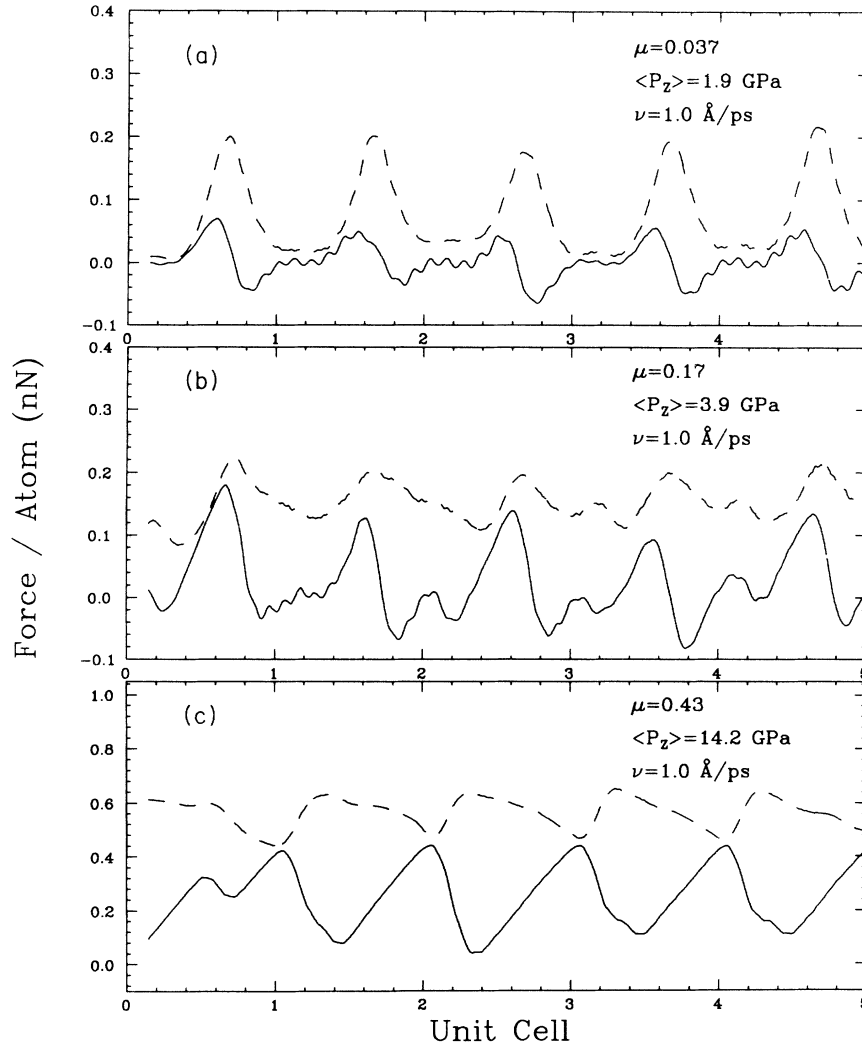 0.4
0.3
0.2
0.1
0.0
-0.1
(a)
μ=0.037
<P_z>=1.9 GPa
ν=1.0 Å/ps
0 1 2 3 4 5
0.4
0.3
0.2
0.1
0.0
-0.1
(b)
μ=0.17
<P_z>=3.9 GPa
ν=1.0 Å/ps
0 1 2 3 4 5
1.0
0.8
0.6
0.4
0.2
0.0
(c)
μ=0.43
<P_z>=14.2 GPa
ν=1.0 Å/ps
0 1 2 3 4 5
Force / Atom (nN)
Unit Cell